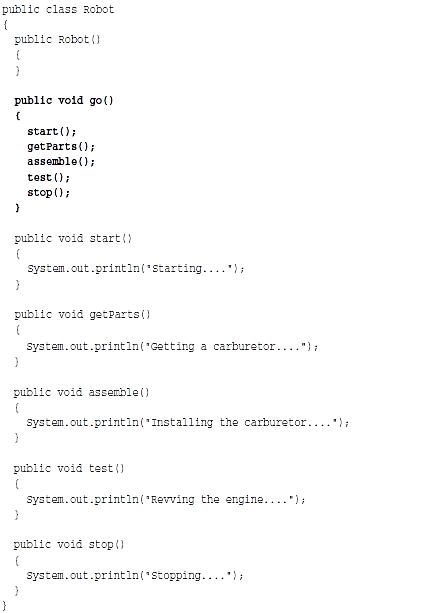 public class Robot
{
public Robot()
{
}
public void go()
{
start();
getParts();
assemble();
test();
stop();
}
public void start()
{
System.out.println("Starting....");
}
public void getParts()
{
System.out.println("Getting a carburetor....");
}
public void assemble()
{
System.out.println("Installing the carburetor....");
}
public void test()
{
System.out.println("Revving the engine....");
}
public void stop()
{
System.out.println("Stopping....");
}
}